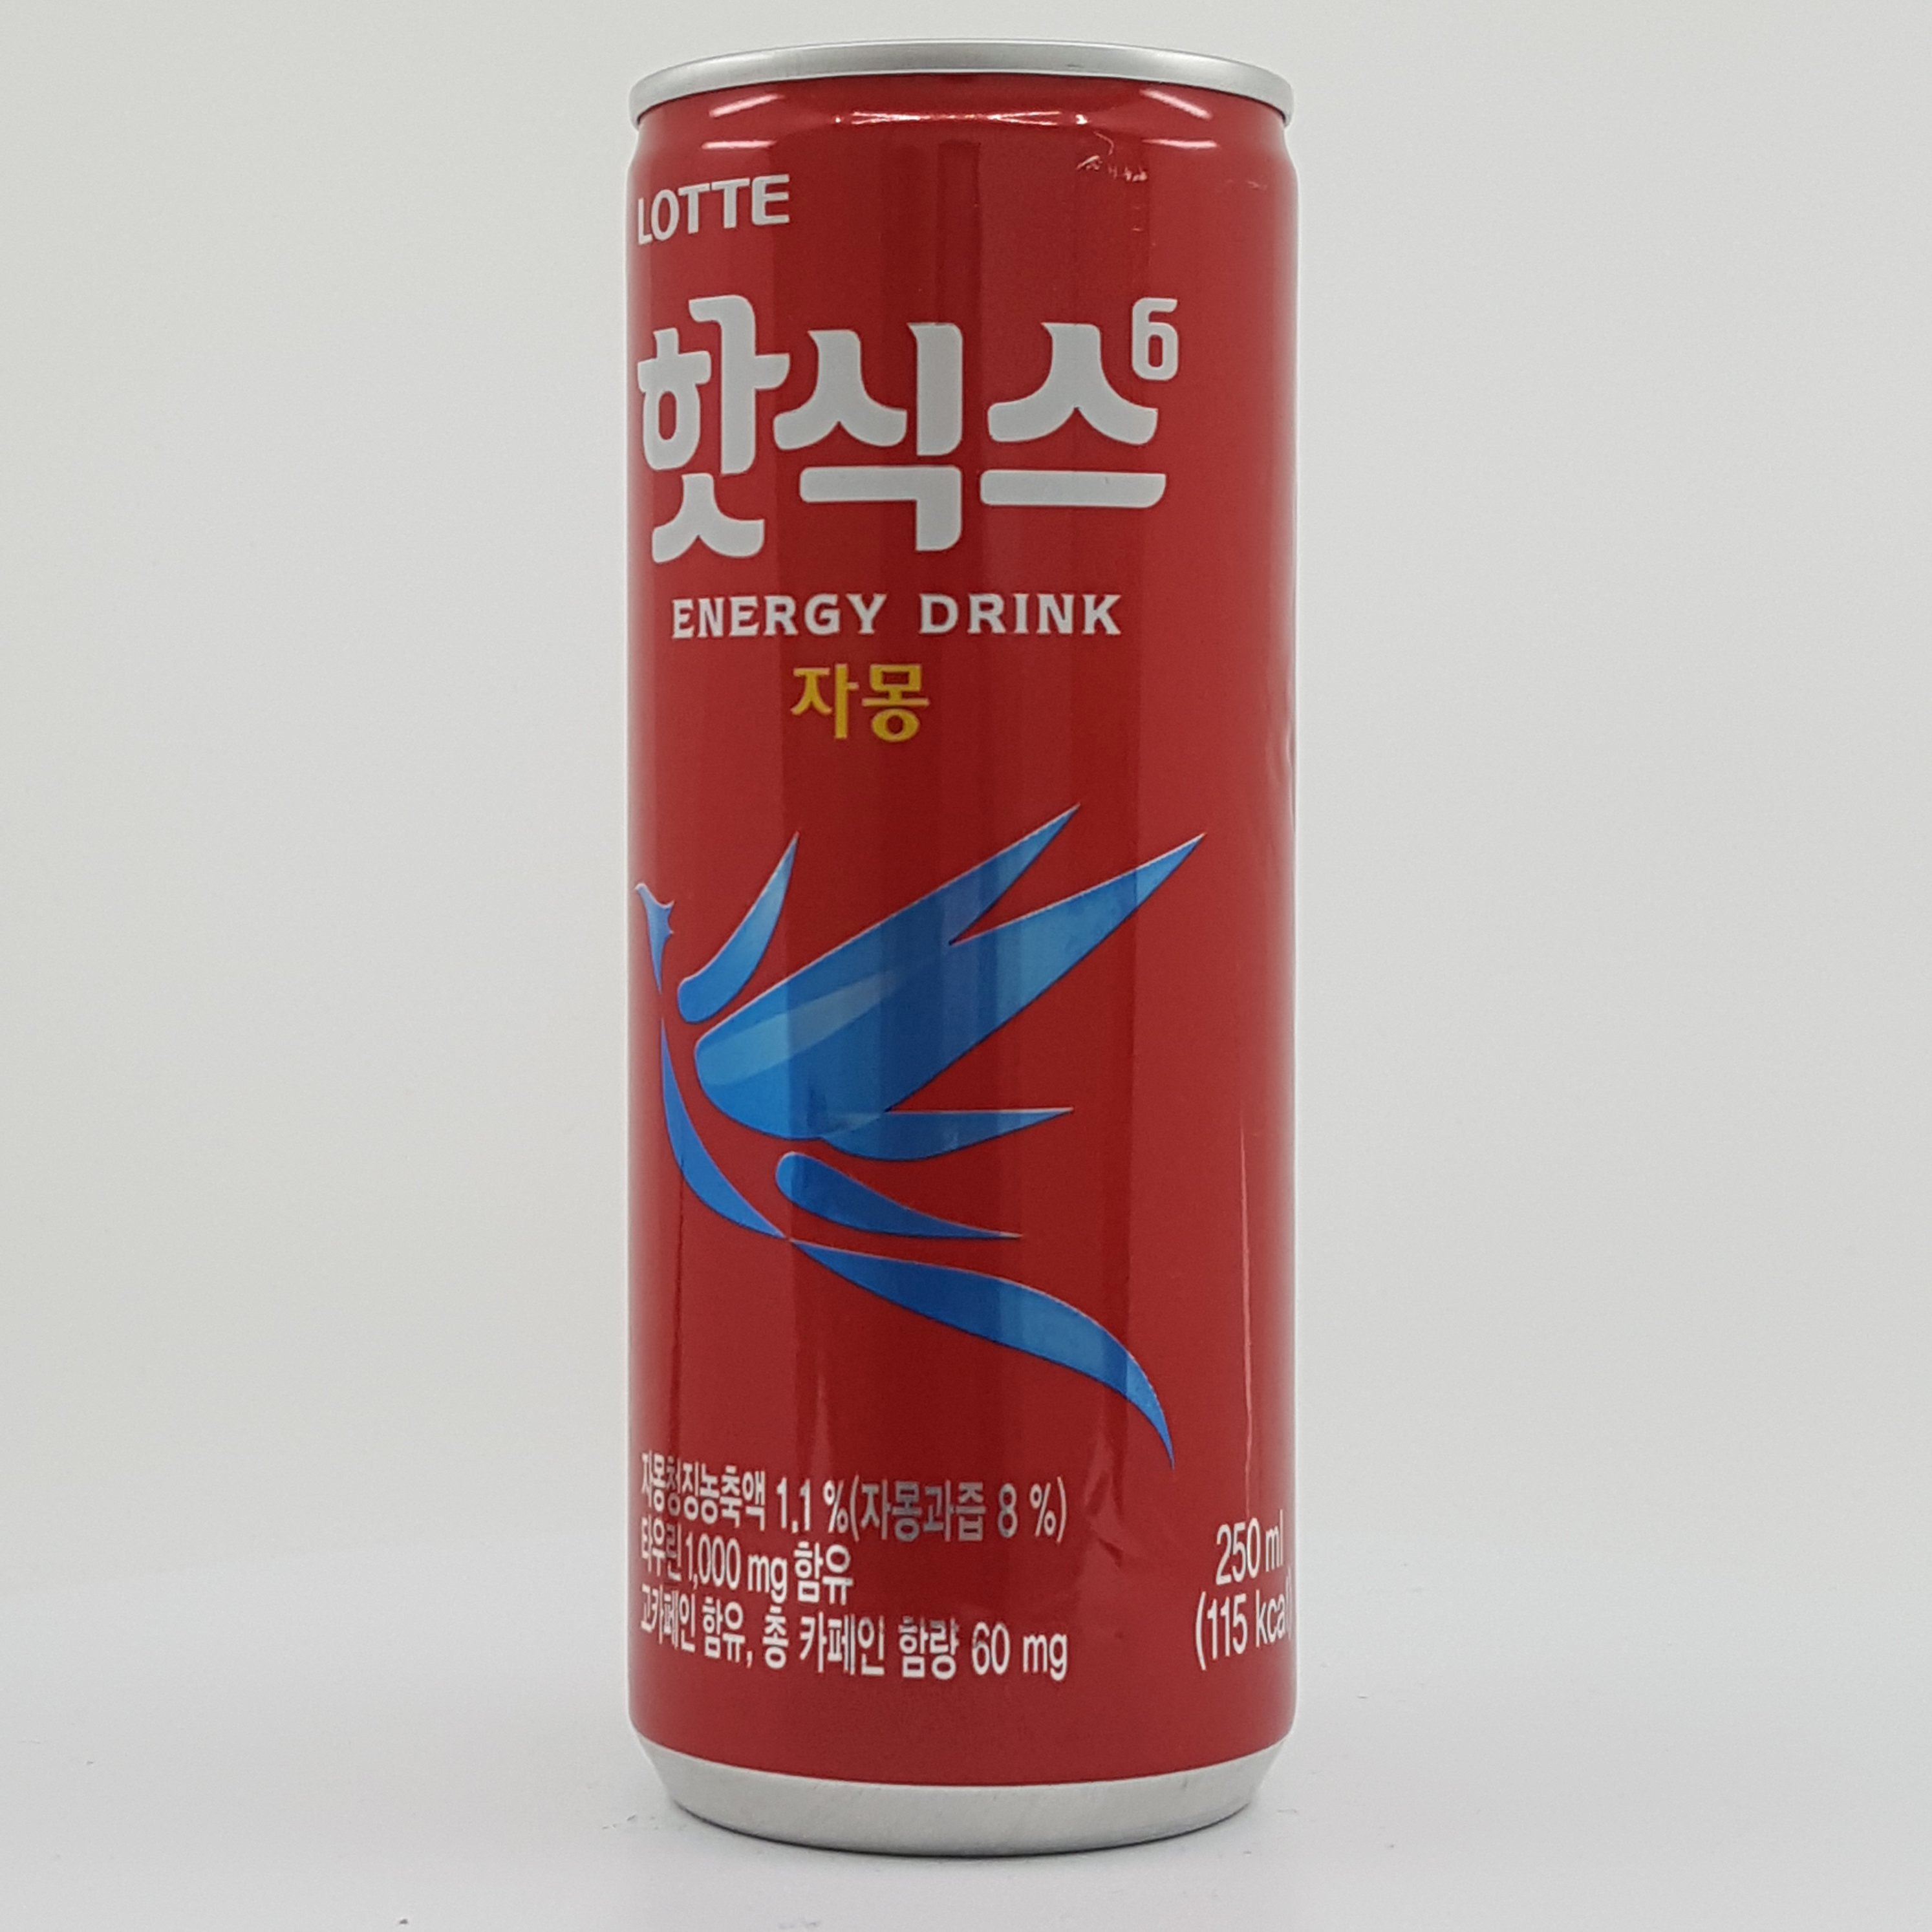 LOTTE
핫식스6
ENERGY DRINK
자몽
자몽청징농축액 1.1 %(자몽과즙 8 %)
타우린 1,000 mg 함유
고카페인 함유, 총 카페인 함량 60 mg
250 ml
(115 kcal)